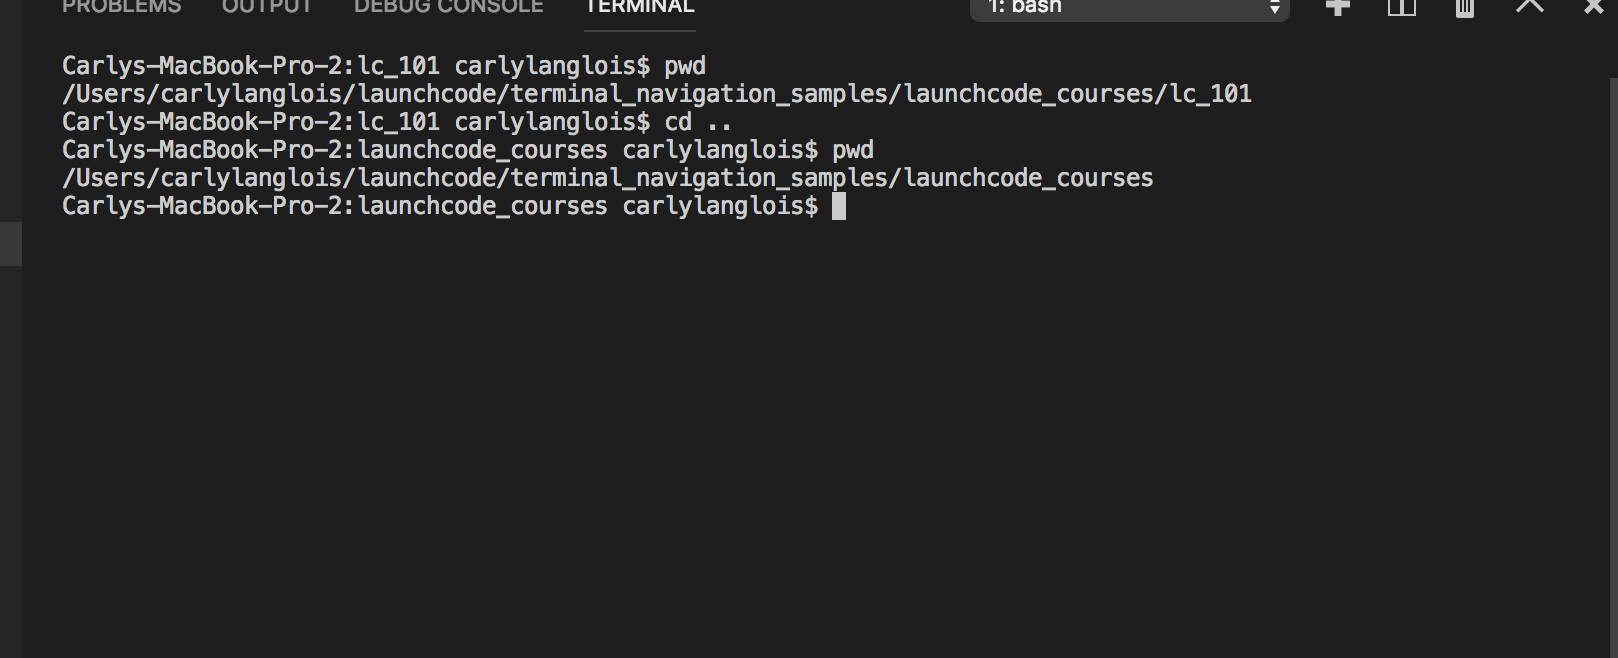 PROBLEMS OUTPUT DEBUG CONSOLE TERMINAL 1: bash
Carlys-MacBook-Pro-2:lc_101 carlylanglois$ pwd
/Users/carlylanglois/launchcode/terminal_navigation_samples/launchcode_courses/lc_101
Carlys-MacBook-Pro-2:lc_101 carlylanglois$ cd ..
Carlys-MacBook-Pro-2:launchcode_courses carlylanglois$ pwd
/Users/carlylanglois/launchcode/terminal_navigation_samples/launchcode_courses
Carlys-MacBook-Pro-2:launchcode_courses carlylanglois$